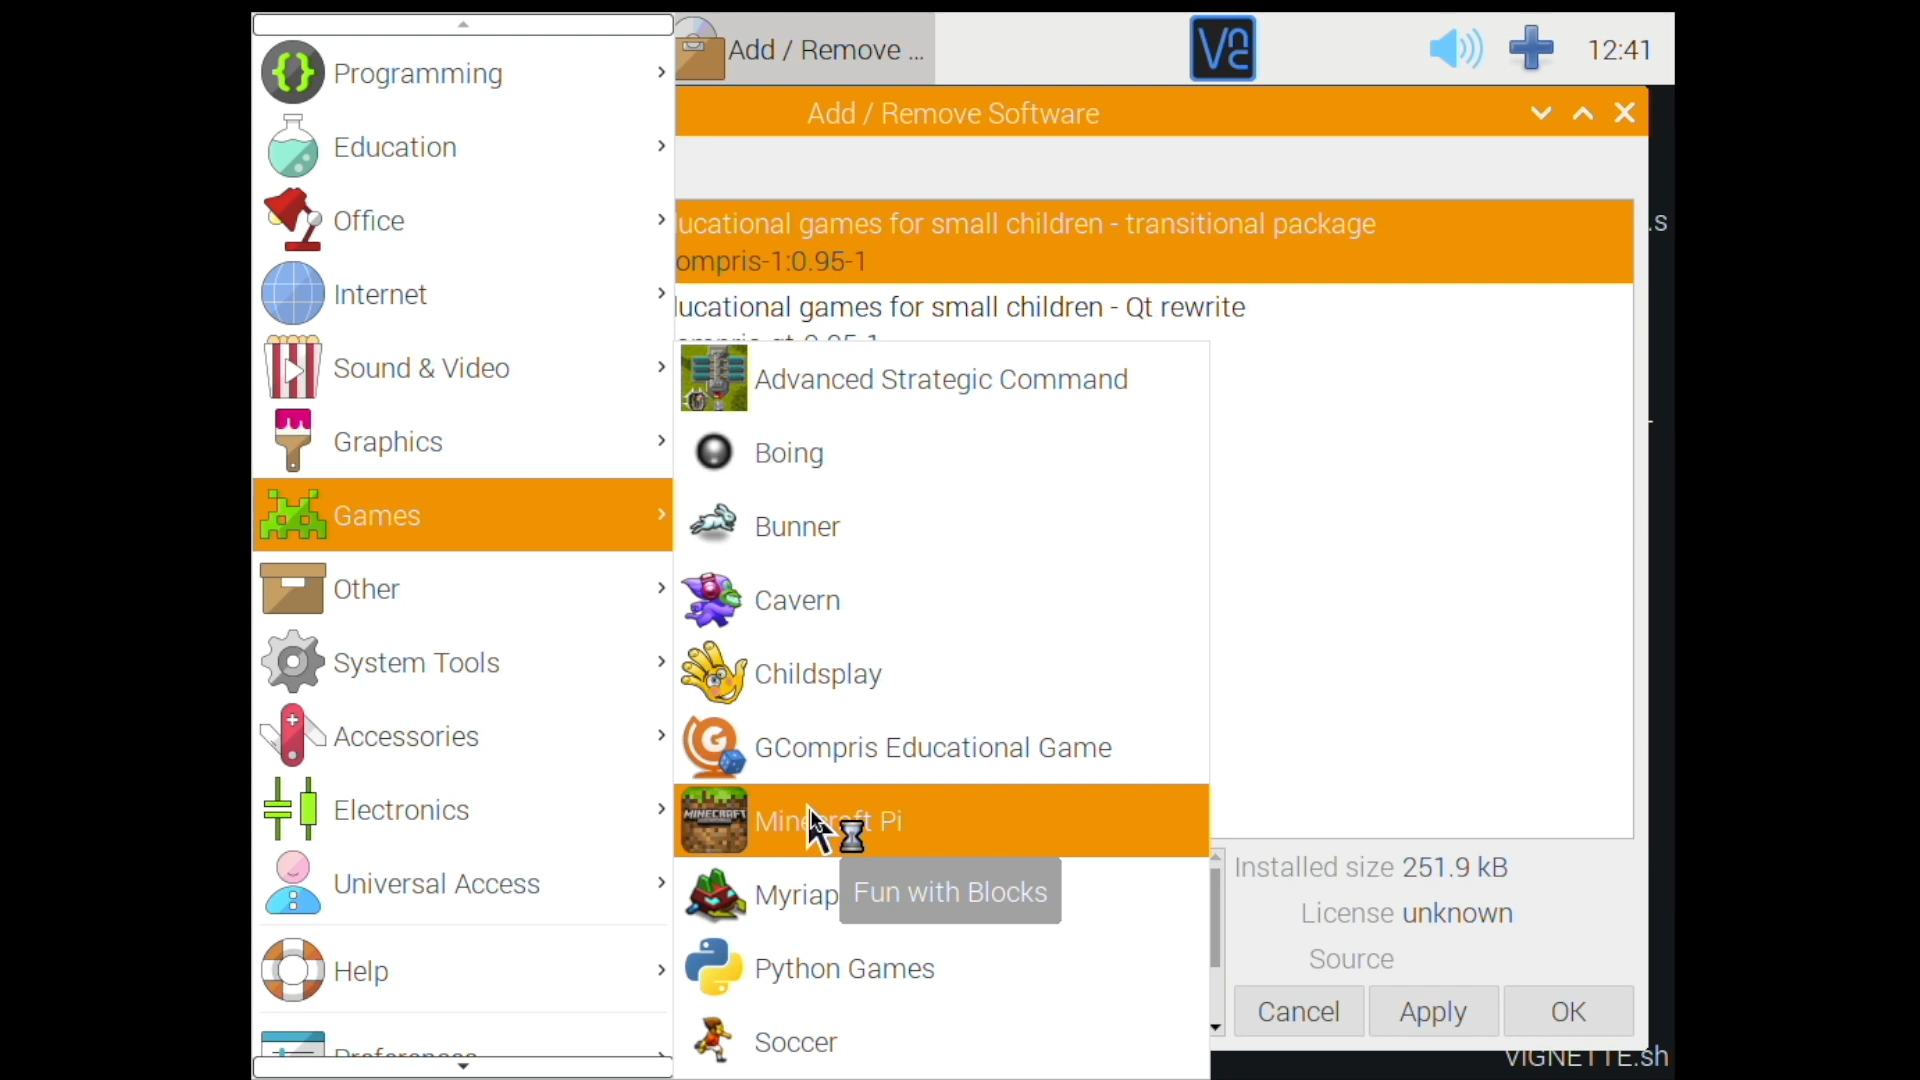 Add / Remove ...
12:41
Add / Remove Software
Programming
Education
Office
Internet
Sound & Video
Graphics
Games
Other
System Tools
Accessories
Electronics
Universal Access
Help
Preferences
ucational games for small children - transitional package
ompris-1:0.95-1
ucational games for small children - Qt rewrite
.s
Advanced Strategic Command
Boing
Bunner
Cavern
Childsplay
GCompris Educational Game
MINECRAFT
Minecraft Pi
Myriap
Fun with Blocks
Python Games
Soccer
Installed size 251.9 kB
License unknown
Source
Cancel
Apply
OK
VIGNETTE.sh